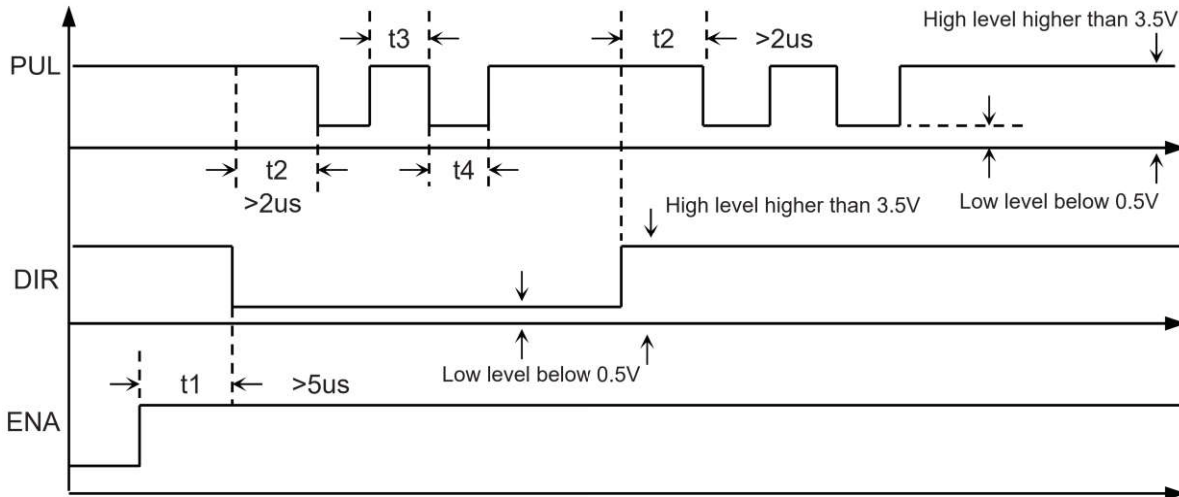 High level higher than 3.5V
t3
t2
>2us
PUL
t2
t4
>2us
Low level below 0.5V
High level higher than 3.5V
DIR
Low level below 0.5V
t1
>5us
ENA